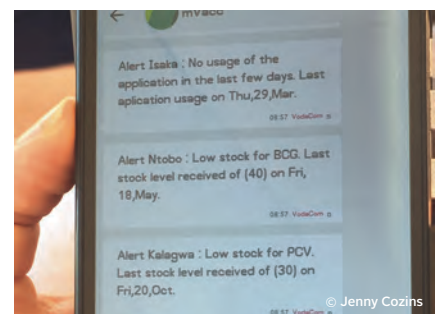 mVacc
Alert Isaka : No usage of the
application in the last few days. Last
aplication usage on Thu,29,Mar.
08:57 VodaCom
Alert Ntobo : Low stock for BCG. Last
stock level received of (40) on Fri,
18,May.
08:57 VodaCom
Alert Kalagwa : Low stock for PCV.
Last stock level received of (30) on
Fri,20,Oct.
08:57 VodaCom
© Jenny Cozins